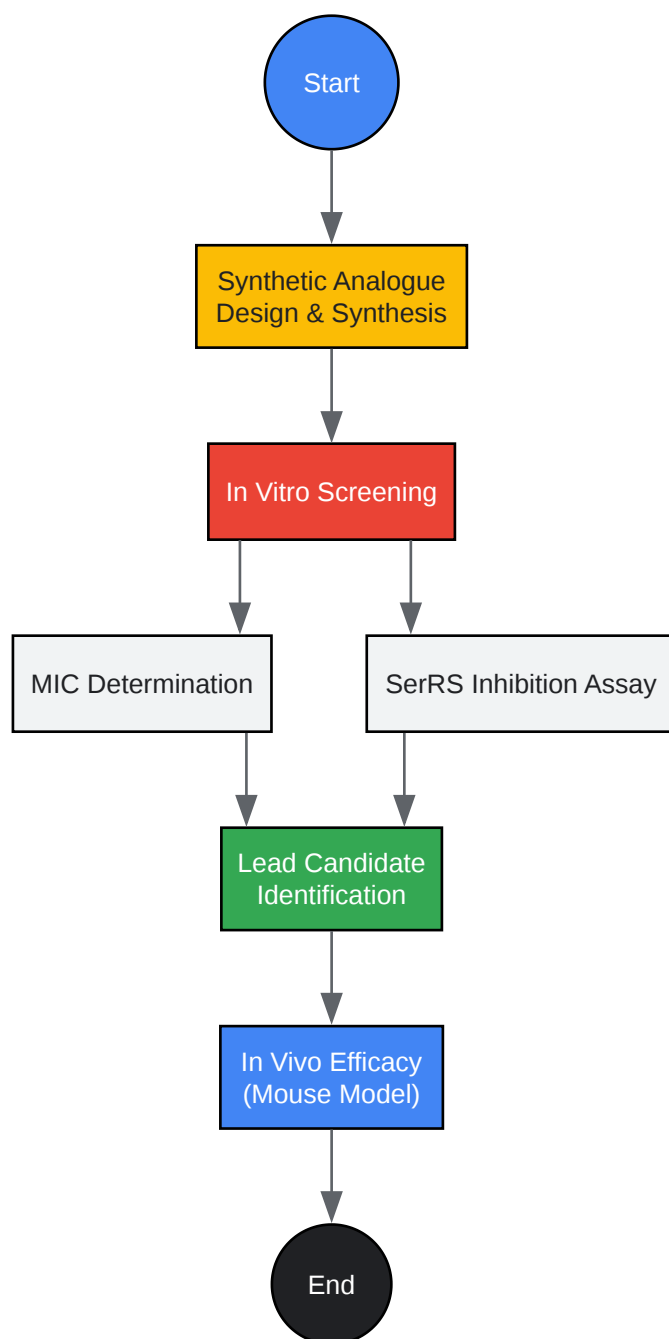 Start
Synthetic Analogue
Design & Synthesis
In Vitro Screening
MIC Determination
SerRS Inhibition Assay
Lead Candidate
Identification
In Vivo Efficacy
(Mouse Model)
End